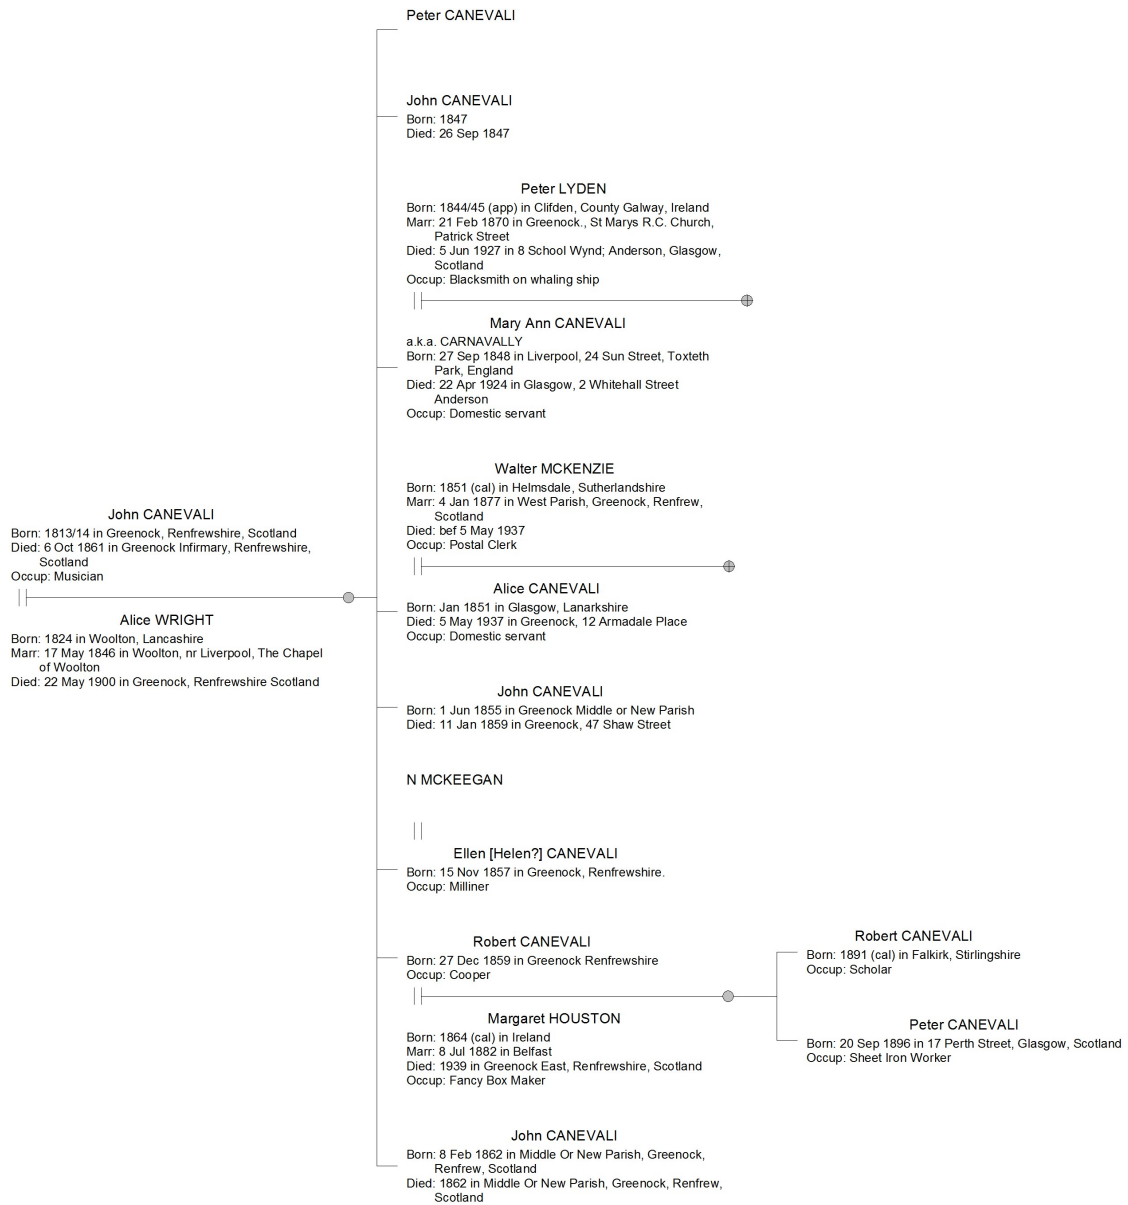 Peter CANEVALI
John CANEVALI
Born: 1847
Died: 26 Sep 1847
Peter LYDEN
Born: 1844/45 (app) in Clifden, County Galway, Ireland
Marr: 21 Feb 1870 in Greenock., St Marys R.C. Church,
Patrick Street
Died: 5 Jun 1927 in 8 School Wynd; Anderson, Glasgow,
Scotland
Occup: Blacksmith on whaling ship
Mary Ann CANEVALI
a.k.a. CARNAVALLY
Born: 27 Sep 1848 in Liverpool, 24 Sun Street, Toxteth
Park, England
Died: 22 Apr 1924 in Glasgow, 2 Whitehall Street
Anderson
Occup: Domestic servant
Walter MCKENZIE
Born: 1851 (cal) in Helmsdale, Sutherlandshire
Marr: 4 Jan 1877 in West Parish, Greenock, Renfrew,
Scotland
Died: bef 5 May 1937
Occup: Postal Clerk
John CANEVALI
Born: 1813/14 in Greenock, Renfrewshire, Scotland
Died: 6 Oct 1861 in Greenock Infirmary, Renfrewshire,
Scotland
Occup: Musician
Alice WRIGHT
Born: 1824 in Woolton, Lancashire
Marr: 17 May 1846 in Woolton, nr Liverpool, The Chapel
of Woolton
Died: 22 May 1900 in Greenock, Renfrewshire Scotland
Alice CANEVALI
Born: Jan 1851 in Glasgow, Lanarkshire
Died: 5 May 1937 in Greenock, 12 Armadale Place
Occup: Domestic servant
John CANEVALI
Born: 1 Jun 1855 in Greenock Middle or New Parish
Died: 11 Jan 1859 in Greenock, 47 Shaw Street
N MCKEEGAN
Ellen [Helen?] CANEVALI
Born: 15 Nov 1857 in Greenock, Renfrewshire.
Occup: Milliner
Robert CANEVALI
Born: 27 Dec 1859 in Greenock Renfrewshire
Occup: Cooper
Margaret HOUSTON
Born: 1864 (cal) in Ireland
Marr: 8 Jul 1882 in Belfast
Died: 1939 in Greenock East, Renfrewshire, Scotland
Occup: Fancy Box Maker
Robert CANEVALI
Born: 1891 (cal) in Falkirk, Stirlingshire
Occup: Scholar
Peter CANEVALI
Born: 20 Sep 1896 in 17 Perth Street, Glasgow, Scotland
Occup: Sheet Iron Worker
John CANEVALI
Born: 8 Feb 1862 in Middle Or New Parish, Greenock,
Renfrew, Scotland
Died: 1862 in Middle Or New Parish, Greenock, Renfrew,
Scotland